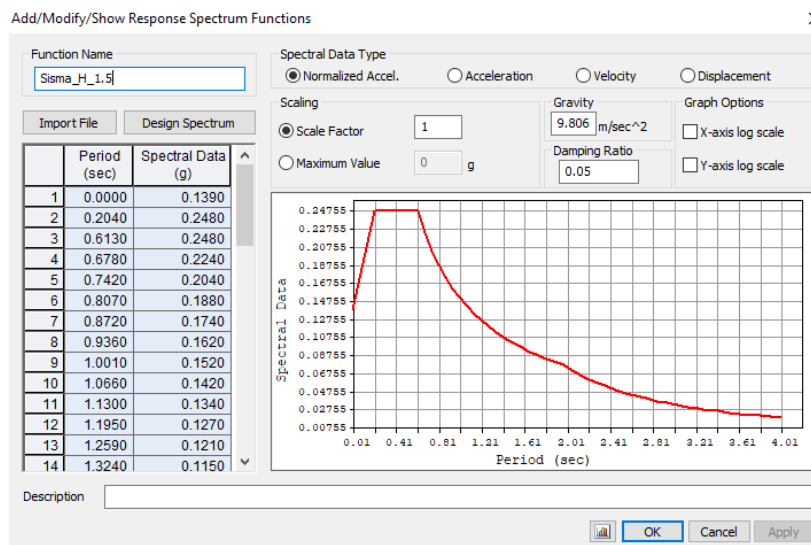 Add/Modify/Show Response Spectrum Functions
Function Name
Sisma_H_1.5
Import File Design Spectrum
Spectral Data Type
Normalized Accel. Acceleration Velocity Displacement
Scaling
Scale Factor 1
Maximum Value 0 g
Gravity
9.806 m/sec^2
Damping Ratio
0.05
Graph Options
X-axis log scale
Y-axis log scale
Period (sec) Spectral Data (g)
1 0.0000 0.1390
2 0.2040 0.2480
3 0.6130 0.2480
4 0.6780 0.2240
5 0.7420 0.2040
6 0.8070 0.1880
7 0.8720 0.1740
8 0.9360 0.1620
9 1.0010 0.1520
10 1.0660 0.1420
11 1.1300 0.1340
12 1.1950 0.1270
13 1.2590 0.1210
14 1.3240 0.1150
0.24755
0.22755
0.20755
0.18755
0.16755
0.14755
0.12755
0.10755
0.08755
0.06755
0.04755
0.02755
0.00755
Spectral Data
0.01 0.41 0.81 1.21 1.61 2.01 2.41 2.81 3.21 3.61 4.01
Period (sec)
Description
OK Cancel Apply